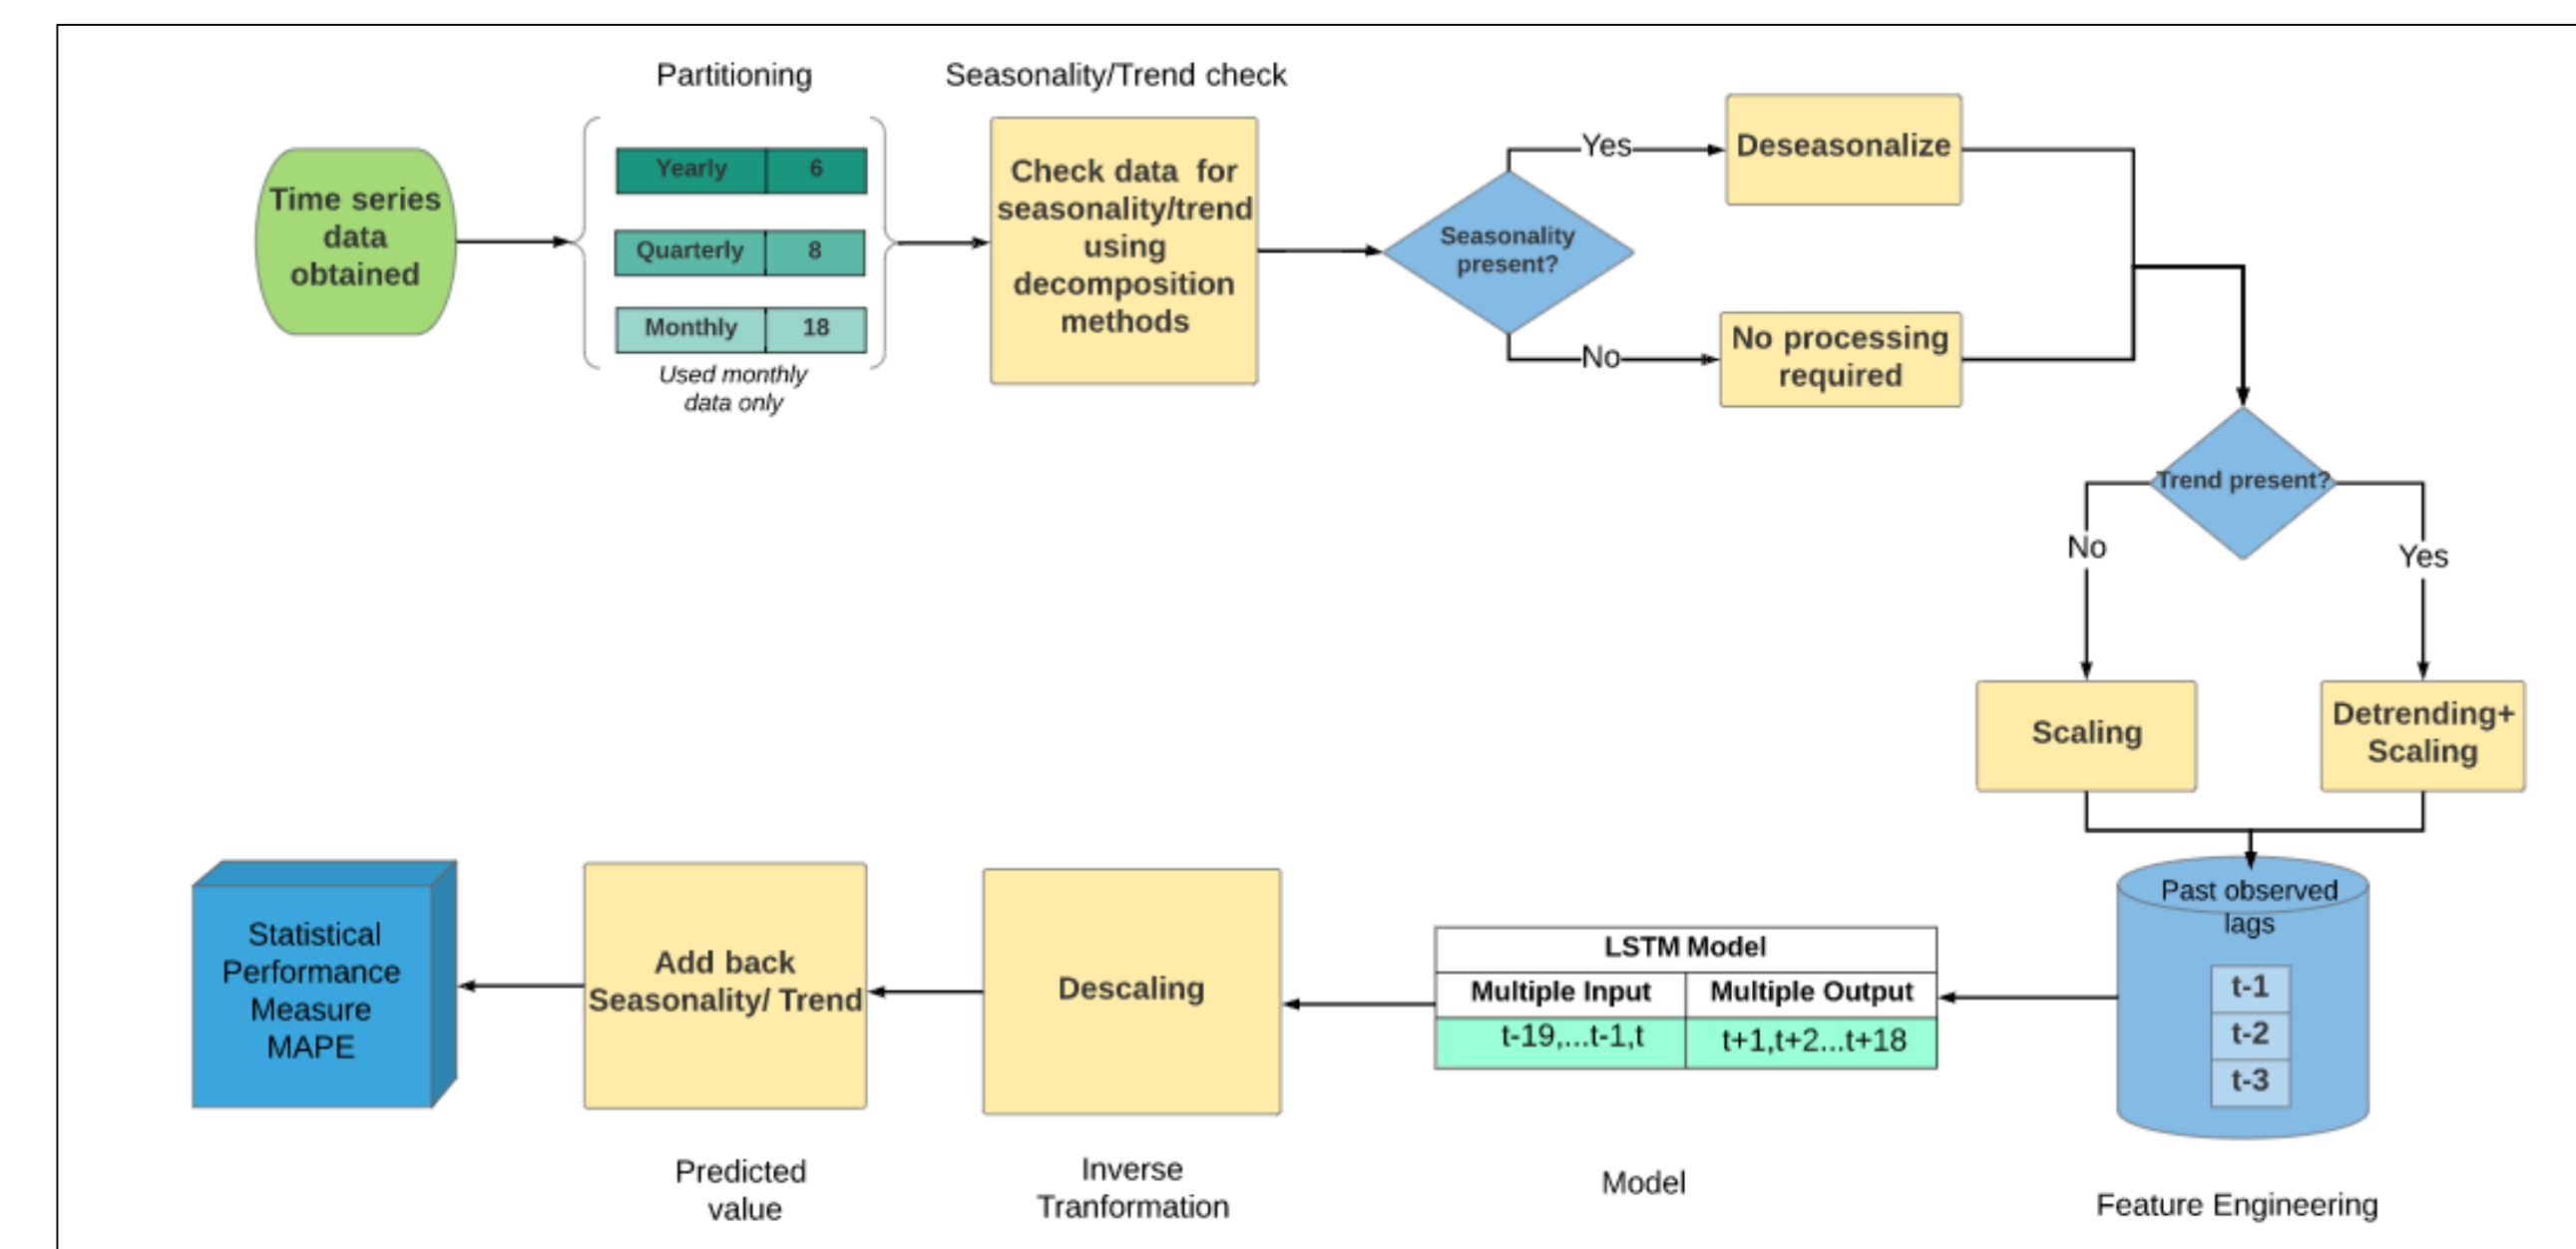 Partitioning
Seasonality/Trend check
Time series
data
obtained
Yearly 6
Quarterly 8
Monthly 18
Used monthly
data only
Check data for
seasonality/trend
using
decomposition
methods
Seasonality
present?
Yes
No
Deseasonalize
No processing
required
Trend present?
No
Yes
Scaling
Detrending+
Scaling
Past observed
lags
t-1
t-2
t-3
Feature Engineering
LSTM Model
Multiple Input Multiple Output
t-19,...t-1,t t+1,t+2...t+18
Model
Descaling
Inverse
Tranformation
Add back
Seasonality/ Trend
Predicted
value
Statistical
Performance
Measure
MAPE